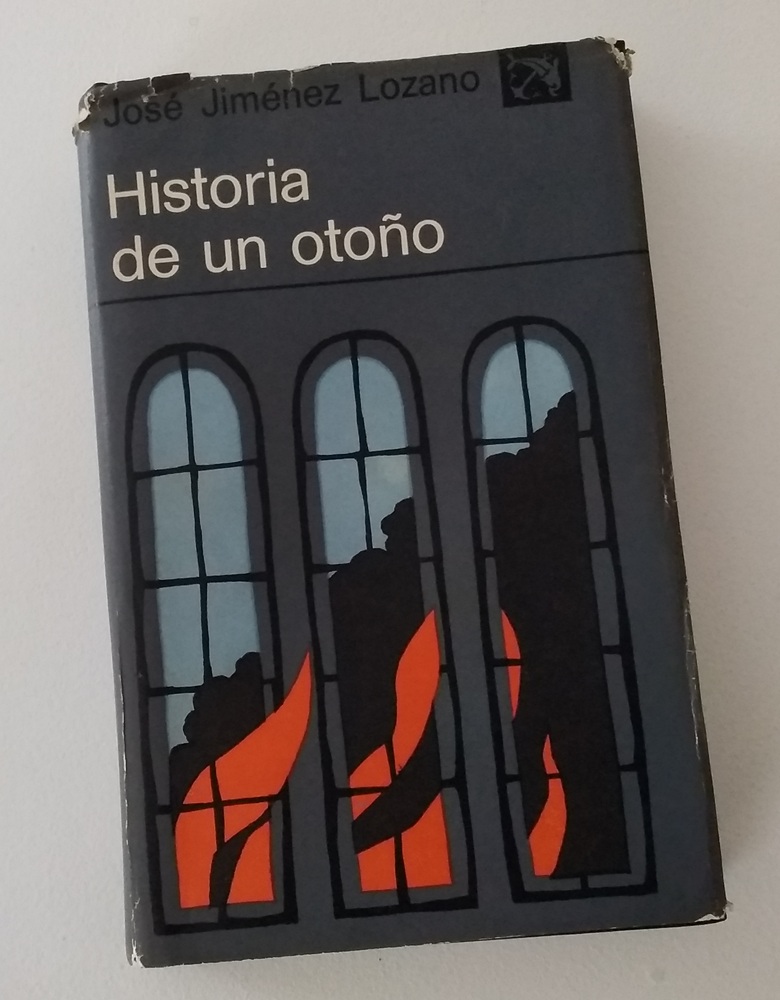 José Jiménez Lozano
Historia
de un otoño